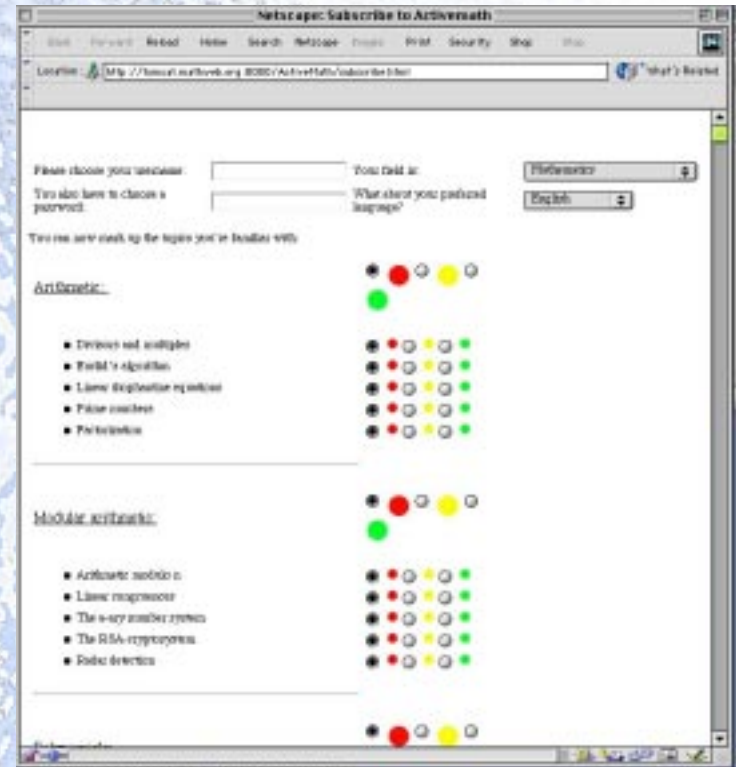 Netscape: Subscribe to Activemath
Back Forward Reload Home Search Netscape Images Print Security Shop Stop
Location: What's Related
Please choose your username: Your field is: Mathematics
You also have to choose a password: What about your preferred language? English
You can now mark up the topics you're familiar with:
Arithmetic:
Divisors and multiples
Euclid's algorithm
Linear diophantine equations
Prime numbers
Factorization
Modular arithmetic:
Arithmetic modulo n
Linear congruences
The n-ary number system
The RSA-cryptosystem
Radar detection